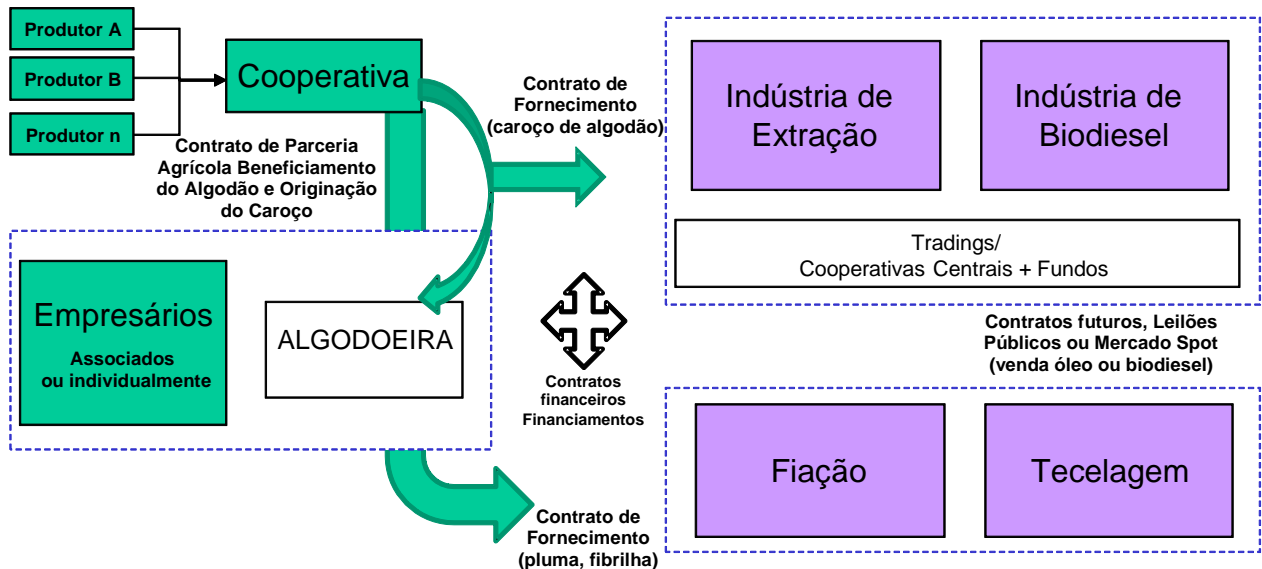 Produtor A
Produtor B
Produtor n
Cooperativa
Contrato de Parceria
Agrícola Beneficiamento
do Algodão e Originação
do Caroço
Contrato de
Fornecimento
(caroço de algodão)
Indústria de
Extração
Indústria de
Biodiesel
Tradings/
Cooperativas Centrais + Fundos
Empresários
Associados
ou individualmente
ALGODOEIRA
Contratos
financeiros
Financiamentos
Contratos futuros, Leilões
Públicos ou Mercado Spot
(venda óleo ou biodiesel)
Fiação
Tecelagem
Contrato de
Fornecimento
(pluma, fibrilha)